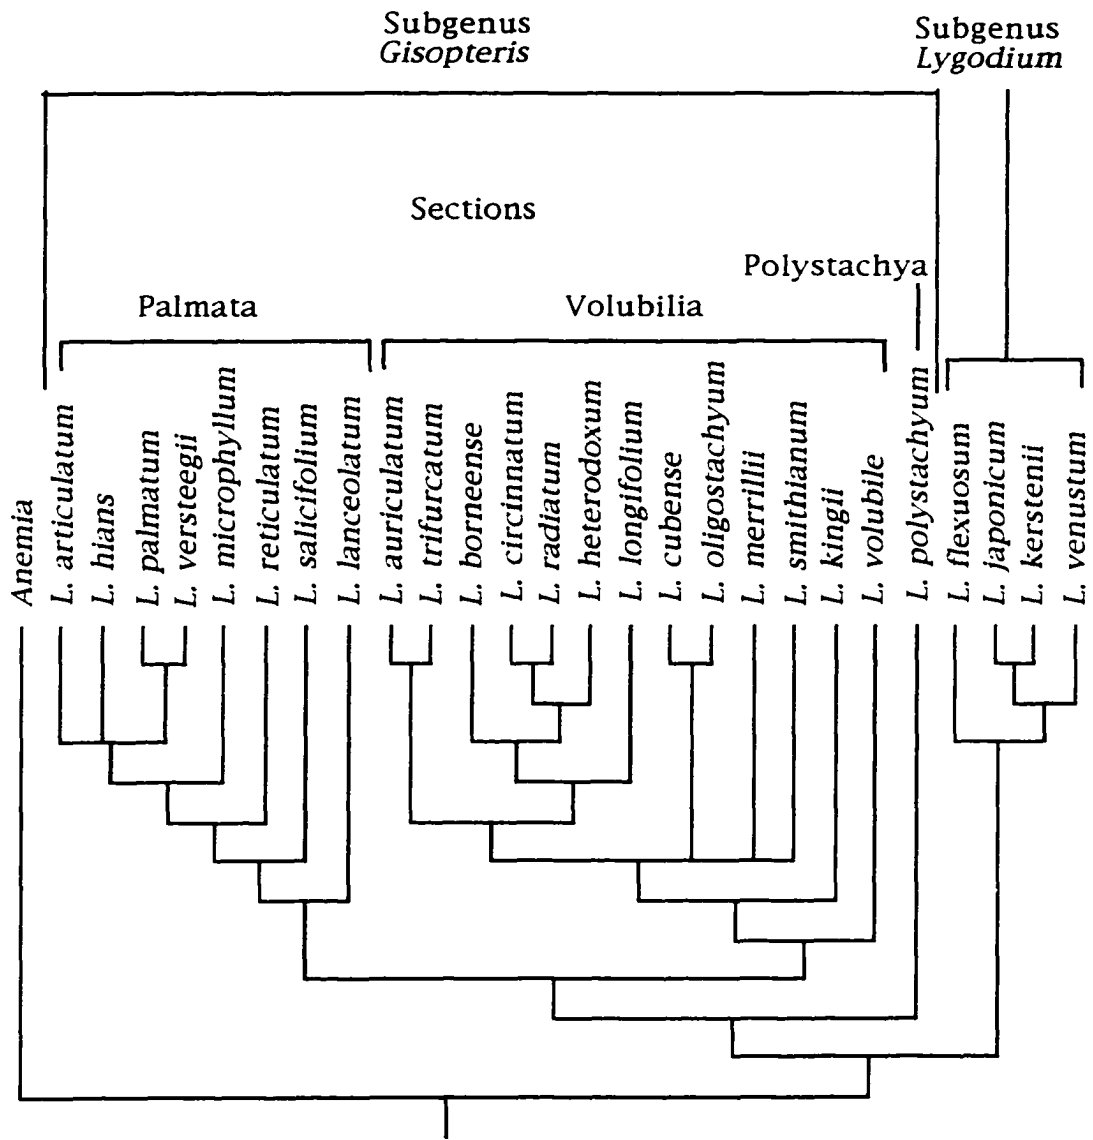 Subgenus
Gisopteris
Subgenus
Lygodium
Sections
Polystachya
Palmata
Volubilia
Anemia
L. articulatum
L. hians
L. palmatum
L. versteegii
L. microphyllum
L. reticulatum
L. salicifolium
L. lanceolatum
L. auriculatum
L. trifurcatum
L. borneense
L. circinnatum
L. radiatum
L. heterodoxum
L. longifolium
L. cubense
L. oligostachyum
L. merrillii
L. smithianum
L. kingii
L. volubile
L. polystachyum
L. flexuosum
L. japonicum
L. kerstenii
L. venustum